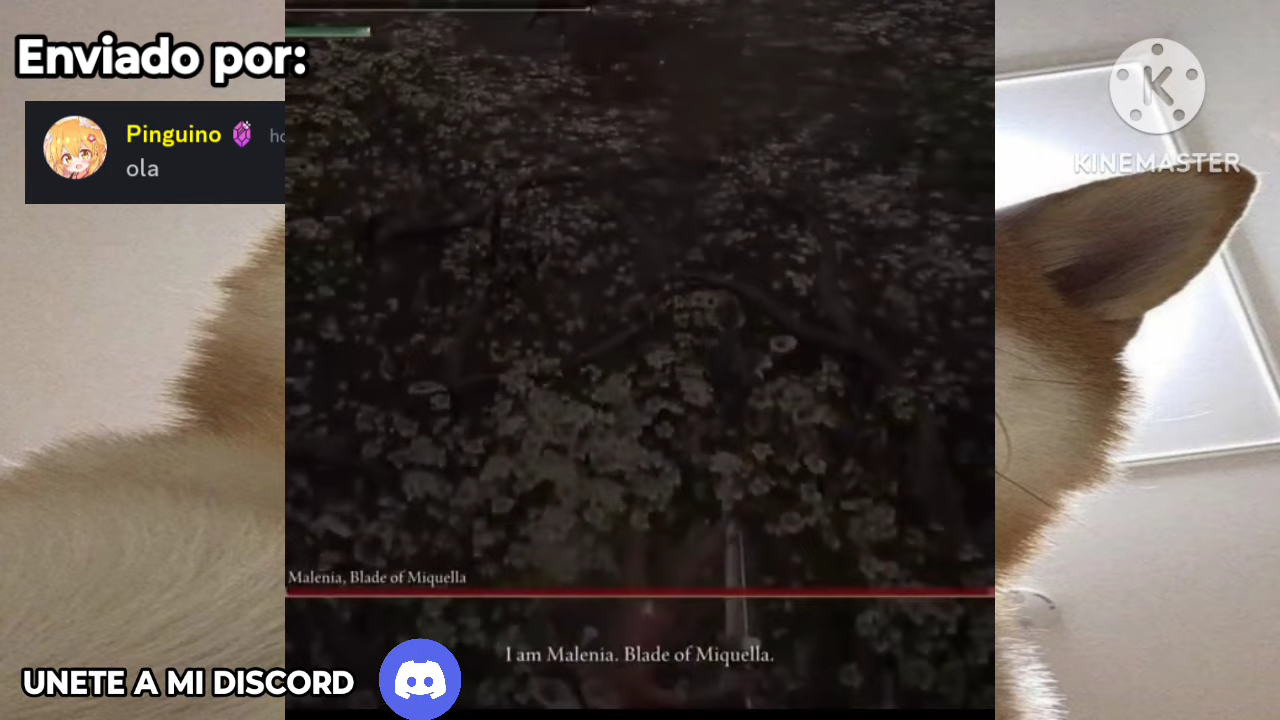 Enviado por:
Pinguino
ola
KINEMASTER
Malenia, Blade of Miquella
I am Malenia. Blade of Miquella.
UNETE A MI DISCORD